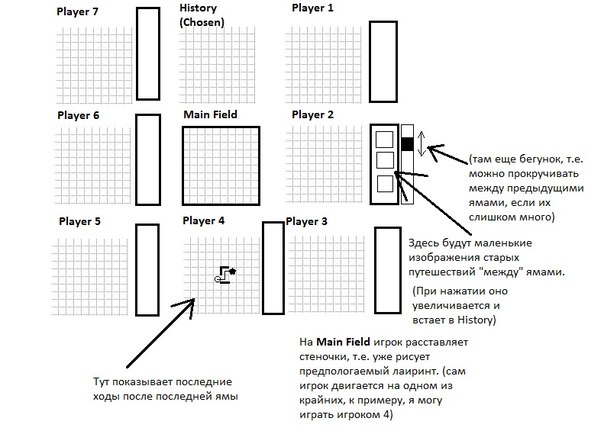 Player 7
History
(Chosen)
Player 1
Player 6
Main Field
Player 2
(там еще бегунок, т.е.
можно прокручивать
между предыдущими
ямами, если их
слишком много)
Player 5
Player 4
Player 3
Здесь будут маленькие
изображения старых
путешествий "между" ямами.
(При нажатии оно
увеличивается и
встает в History)
На Main Field игрок расставляет
стеночки, т.е. уже рисует
предпологаемый лаиринт. (сам
игрок двигается на одном из
крайних, к примеру, я могу
играть игроком 4)
Тут показывает последние
ходы после последней ямы